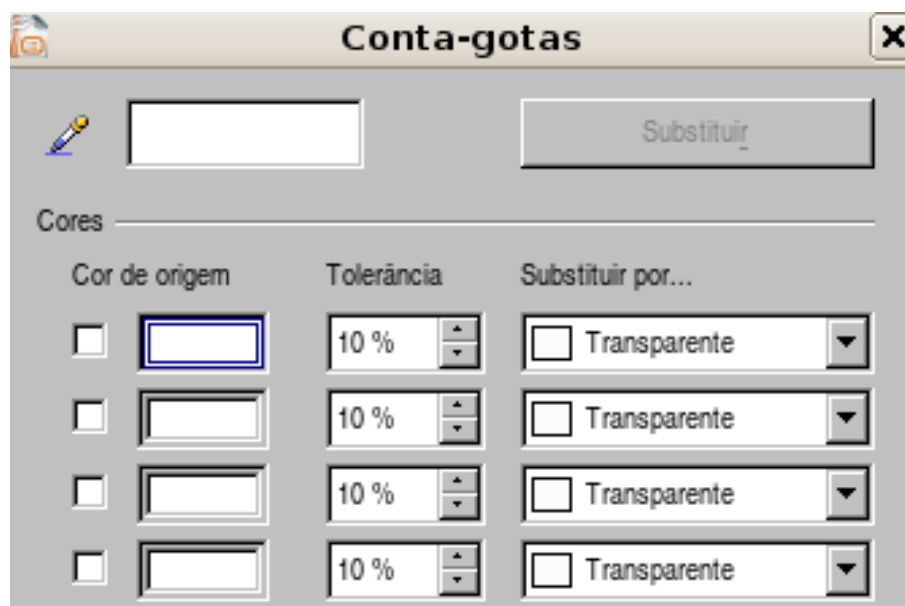 Conta-gotas
Substituir
Cores
Cor de origem Tolerância Substituir por...
10 % Transparente
10 % Transparente
10 % Transparente
10 % Transparente